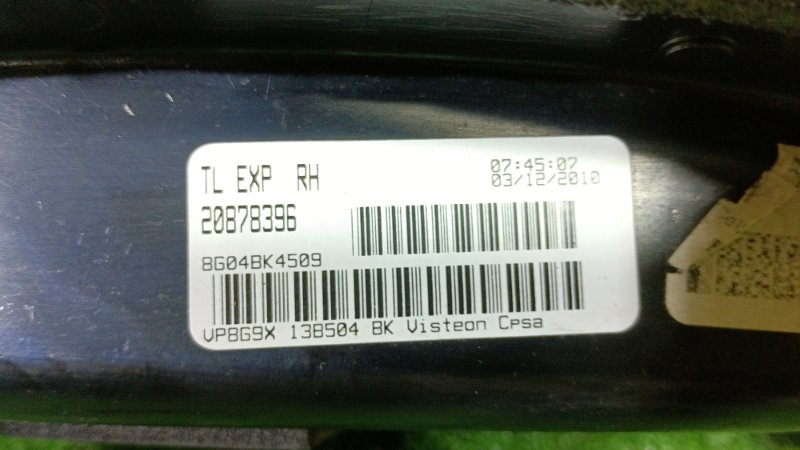 TL EXP RH
07:45:07
03/12/2010
20878396
8G04BK4509
VP8G9X 13B504 BK Visteon Cpsa